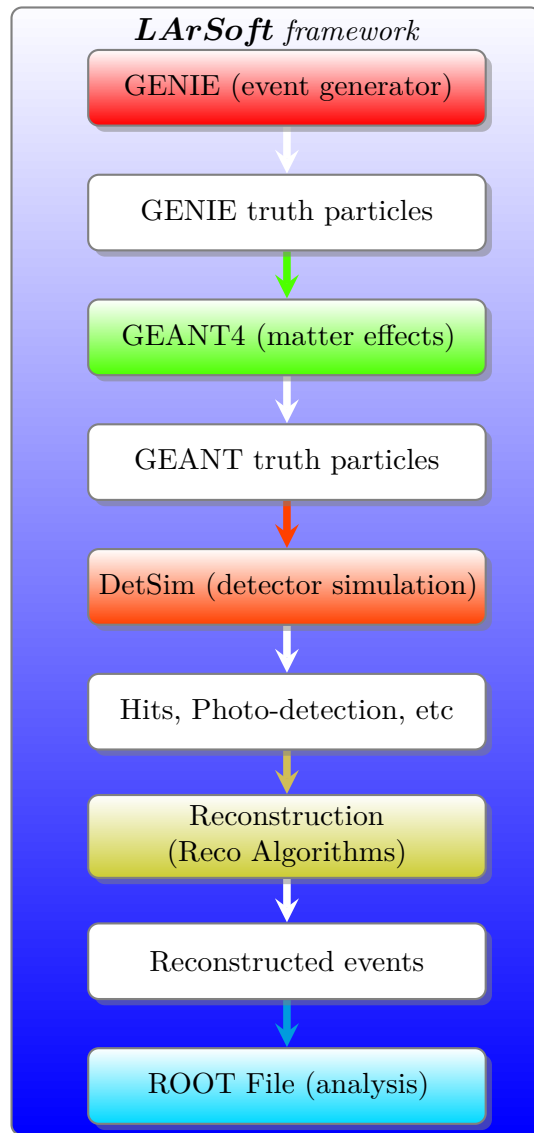 LArSoft framework
GENIE (event generator)
GENIE truth particles
GEANT4 (matter effects)
GEANT truth particles
DetSim (detector simulation)
Hits, Photo-detection, etc
Reconstruction
(Reco Algorithms)
Reconstructed events
ROOT File (analysis)